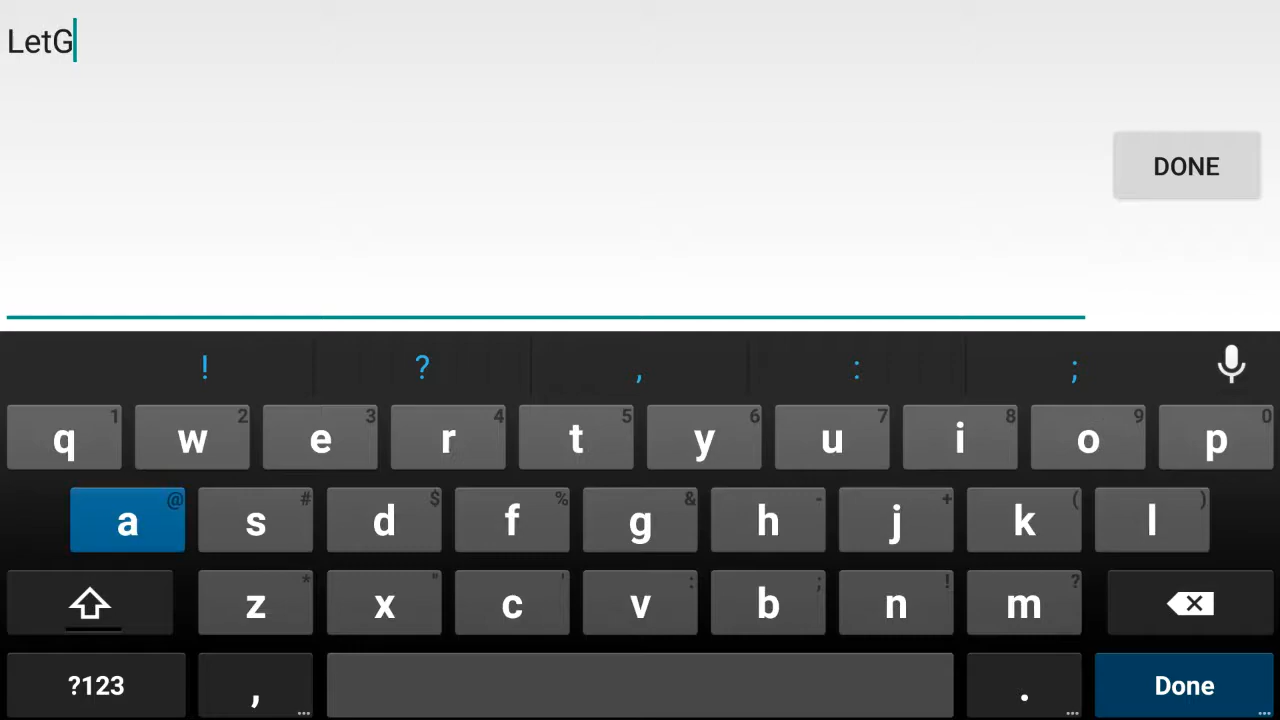 LetG
DONE
! ? , : ;
q 1 w 2 e 3 r 4 t 5 y 6 u 7 i 8 o 9 p 0
a @ s # d $ f % g & h - j + k ( l )
z * x " c ' v : b ; n ! m ?
?123 , ... . ... Done ...